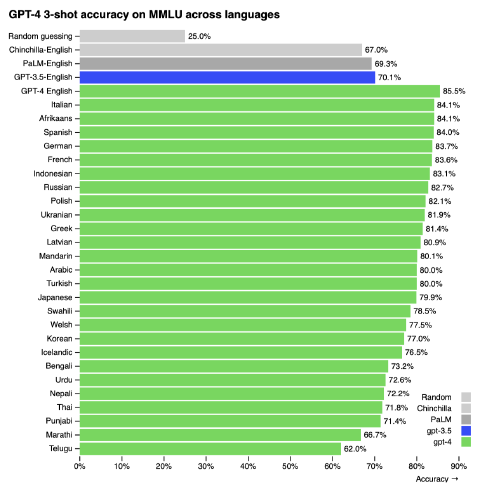 GPT-4 3-shot accuracy on MMLU across languages
Random guessing 25.0%
Chinchilla-English 67.0%
PaLM-English 69.3%
GPT-3.5-English 70.1%
GPT-4 English 85.5%
Italian 84.1%
Afrikaans 84.1%
Spanish 84.0%
German 83.7%
French 83.6%
Indonesian 83.1%
Russian 82.7%
Polish 82.1%
Ukranian 81.9%
Greek 81.4%
Latvian 80.9%
Mandarin 80.1%
Arabic 80.0%
Turkish 80.0%
Japanese 79.9%
Swahili 78.5%
Welsh 77.5%
Korean 77.0%
Icelandic 76.5%
Bengali 73.2%
Urdu 72.6%
Nepali 72.2%
Thai 71.8%
Punjabi 71.4%
Marathi 66.7%
Telugu 62.0%
Random
Chinchilla
PaLM
gpt-3.5
gpt-4
0% 10% 20% 30% 40% 50% 60% 70% 80% 90%
Accuracy →